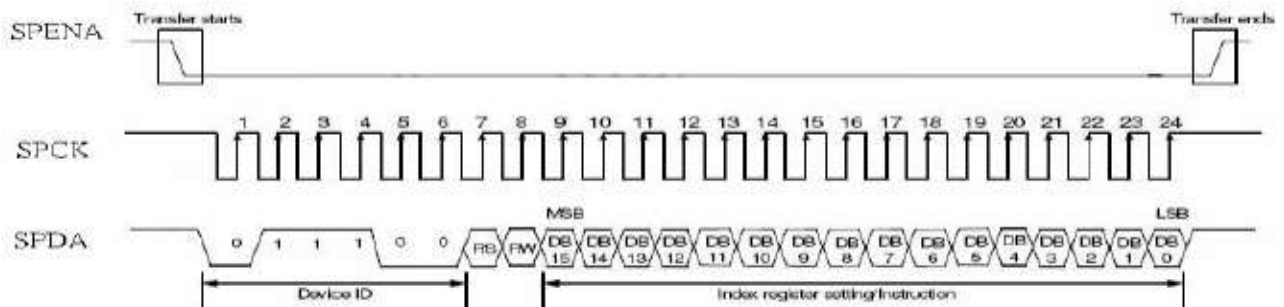 Transfer starts
Transfer ends
SPENA
1 2 3 4 5 6 7 8 9 10 11 12 13 14 15 16 17 18 19 20 21 22 23 24
SPCK
MSB
LSB
SPDA
0 1 1 1 0 0 RS RW DB 15 DB 14 DB 13 DB 12 DB 11 DB 10 DB 9 DB 8 DB 7 DB 6 DB 5 DB 4 DB 3 DB 2 DB 1 DB 0
Device ID
Index register setting/Instruction